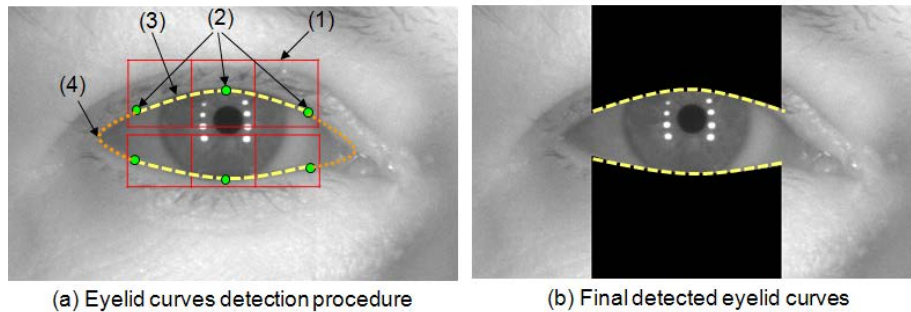 (1)
(2)
(3)
(4)
(a) Eyelid curves detection procedure
(b) Final detected eyelid curves